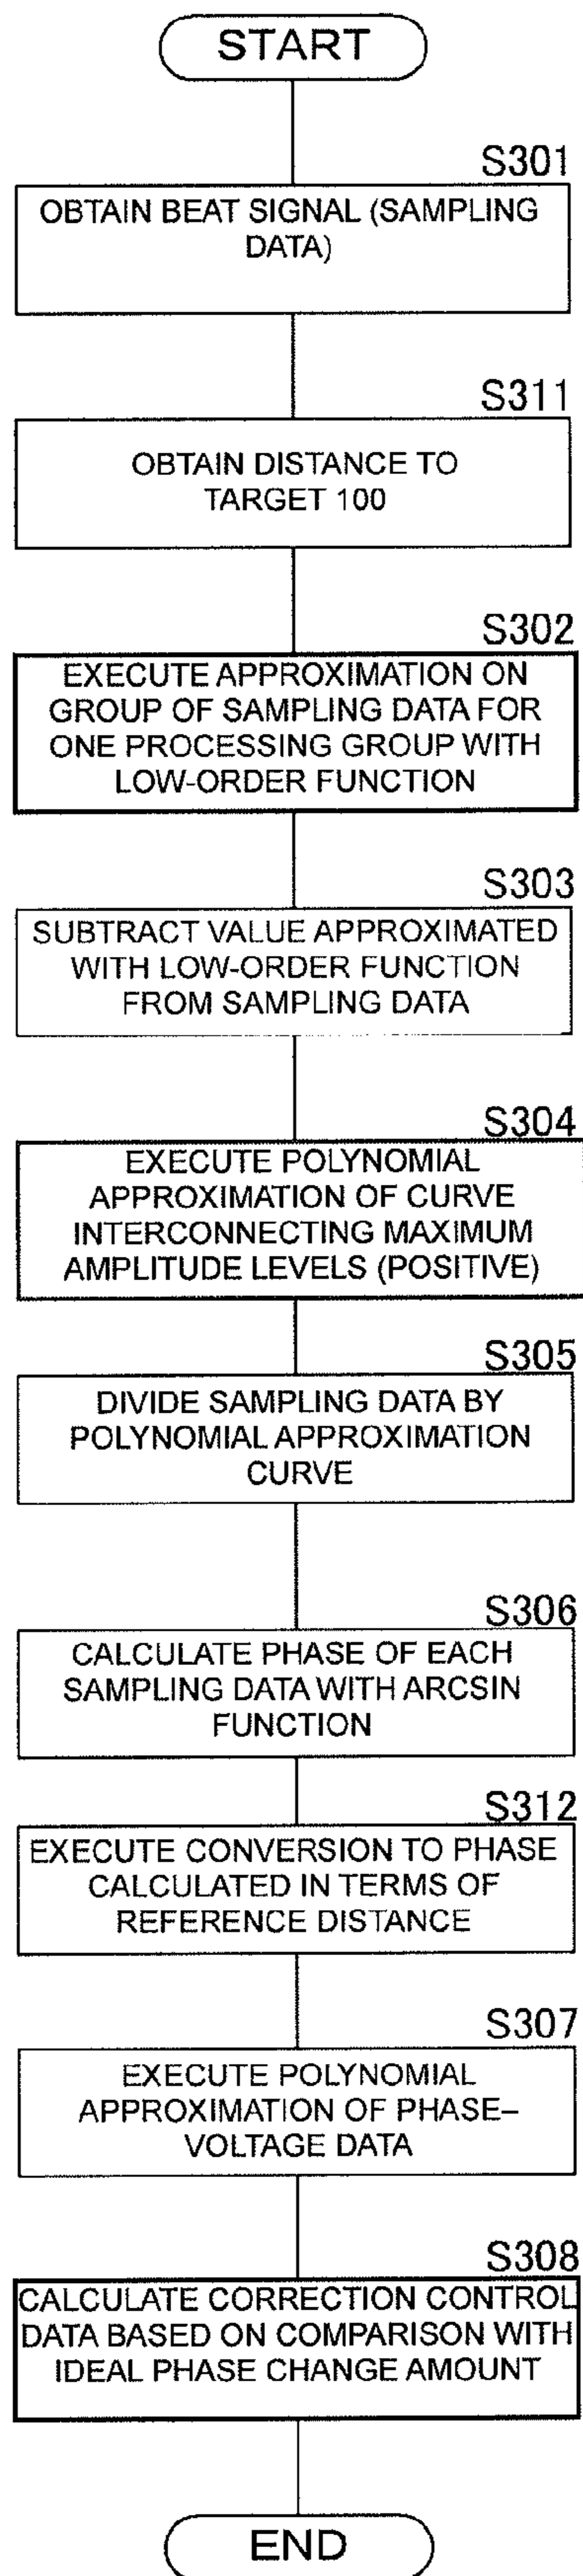 START
S301
OBTAIN BEAT SIGNAL (SAMPLING
DATA)
S311
OBTAIN DISTANCE TO
TARGET 100
S302
EXECUTE APPROXIMATION ON
GROUP OF SAMPLING DATA FOR
ONE PROCESSING GROUP WITH
LOW-ORDER FUNCTION
S303
SUBTRACT VALUE APPROXIMATED
WITH LOW-ORDER FUNCTION
FROM SAMPLING DATA
S304
EXECUTE POLYNOMIAL
APPROXIMATION OF CURVE
INTERCONNECTING MAXIMUM
AMPLITUDE LEVELS (POSITIVE)
S305
DIVIDE SAMPLING DATA BY
POLYNOMIAL APPROXIMATION
CURVE
S306
CALCULATE PHASE OF EACH
SAMPLING DATA WITH ARCSIN
FUNCTION
S312
EXECUTE CONVERSION TO PHASE
CALCULATED IN TERMS OF
REFERENCE DISTANCE
S307
EXECUTE POLYNOMIAL
APPROXIMATION OF PHASE–
VOLTAGE DATA
S308
CALCULATE CORRECTION CONTROL
DATA BASED ON COMPARISON WITH
IDEAL PHASE CHANGE AMOUNT
END